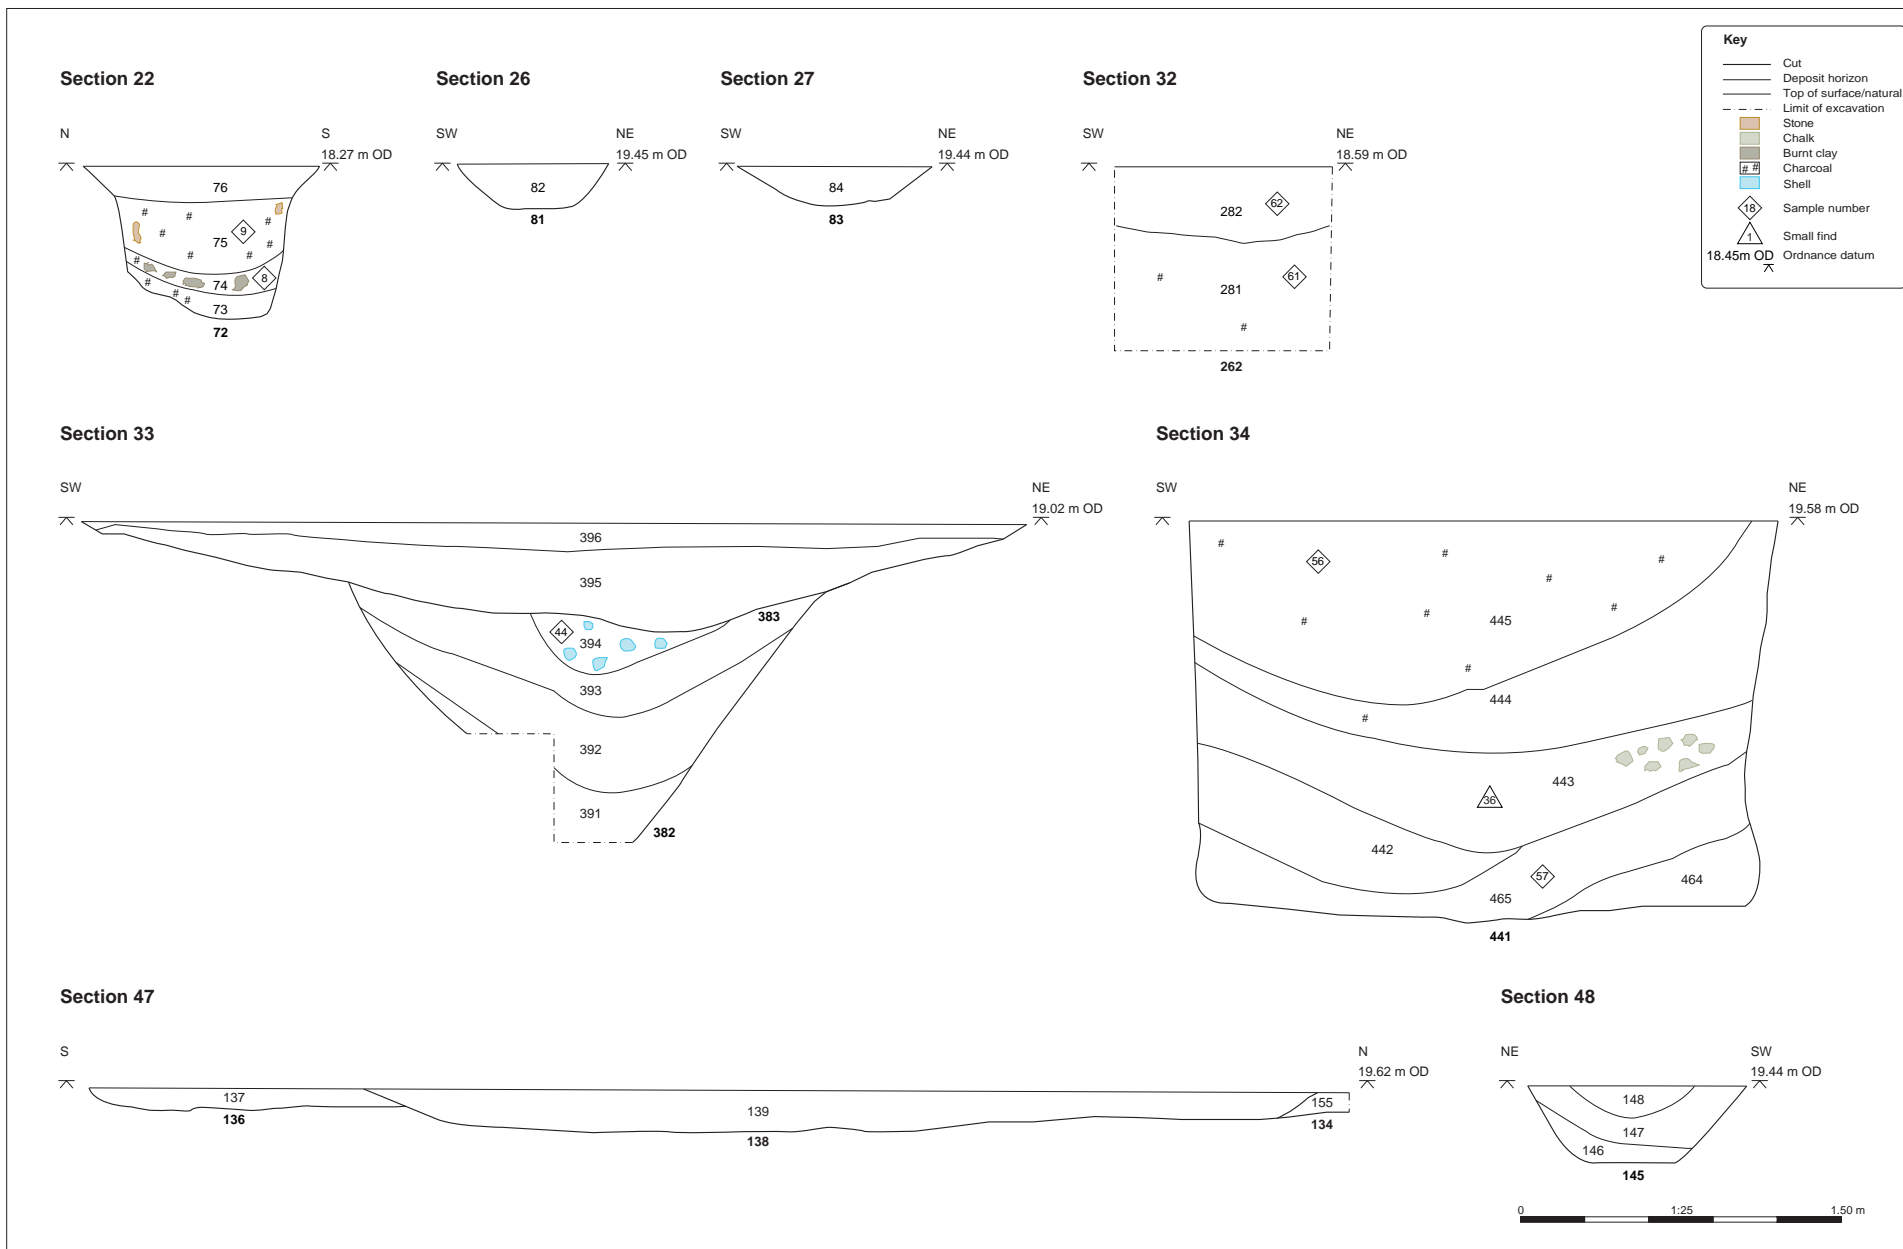 Key
Cut
Deposit horizon
Top of surface/natural
Limit of excavation
Stone
Chalk
Burnt clay
# # Charcoal
Shell
18 Sample number
1 Small find
18.45m OD Ordnance datum
Section 22
N S
18.27 m OD
76
#
# #
9
# 75 #
# #
#
8
# 74
# #
73
72
Section 26
SW NE
19.45 m OD
82
81
Section 27
SW NE
19.44 m OD
84
83
Section 32
SW NE
18.59 m OD
282 62
# 61
281
#
262
Section 33
SW NE
19.02 m OD
396
395
383
44 394
393
392
391
382
Section 34
SW NE
19.58 m OD
#
56 # #
#
# # 445 #
#
444
#
443
36
442
57
465 464
441
Section 47
S N
19.62 m OD
137 139 155
136 138 134
Section 48
NE SW
19.44 m OD
148
147
146
145
0 1:25 1.50 m